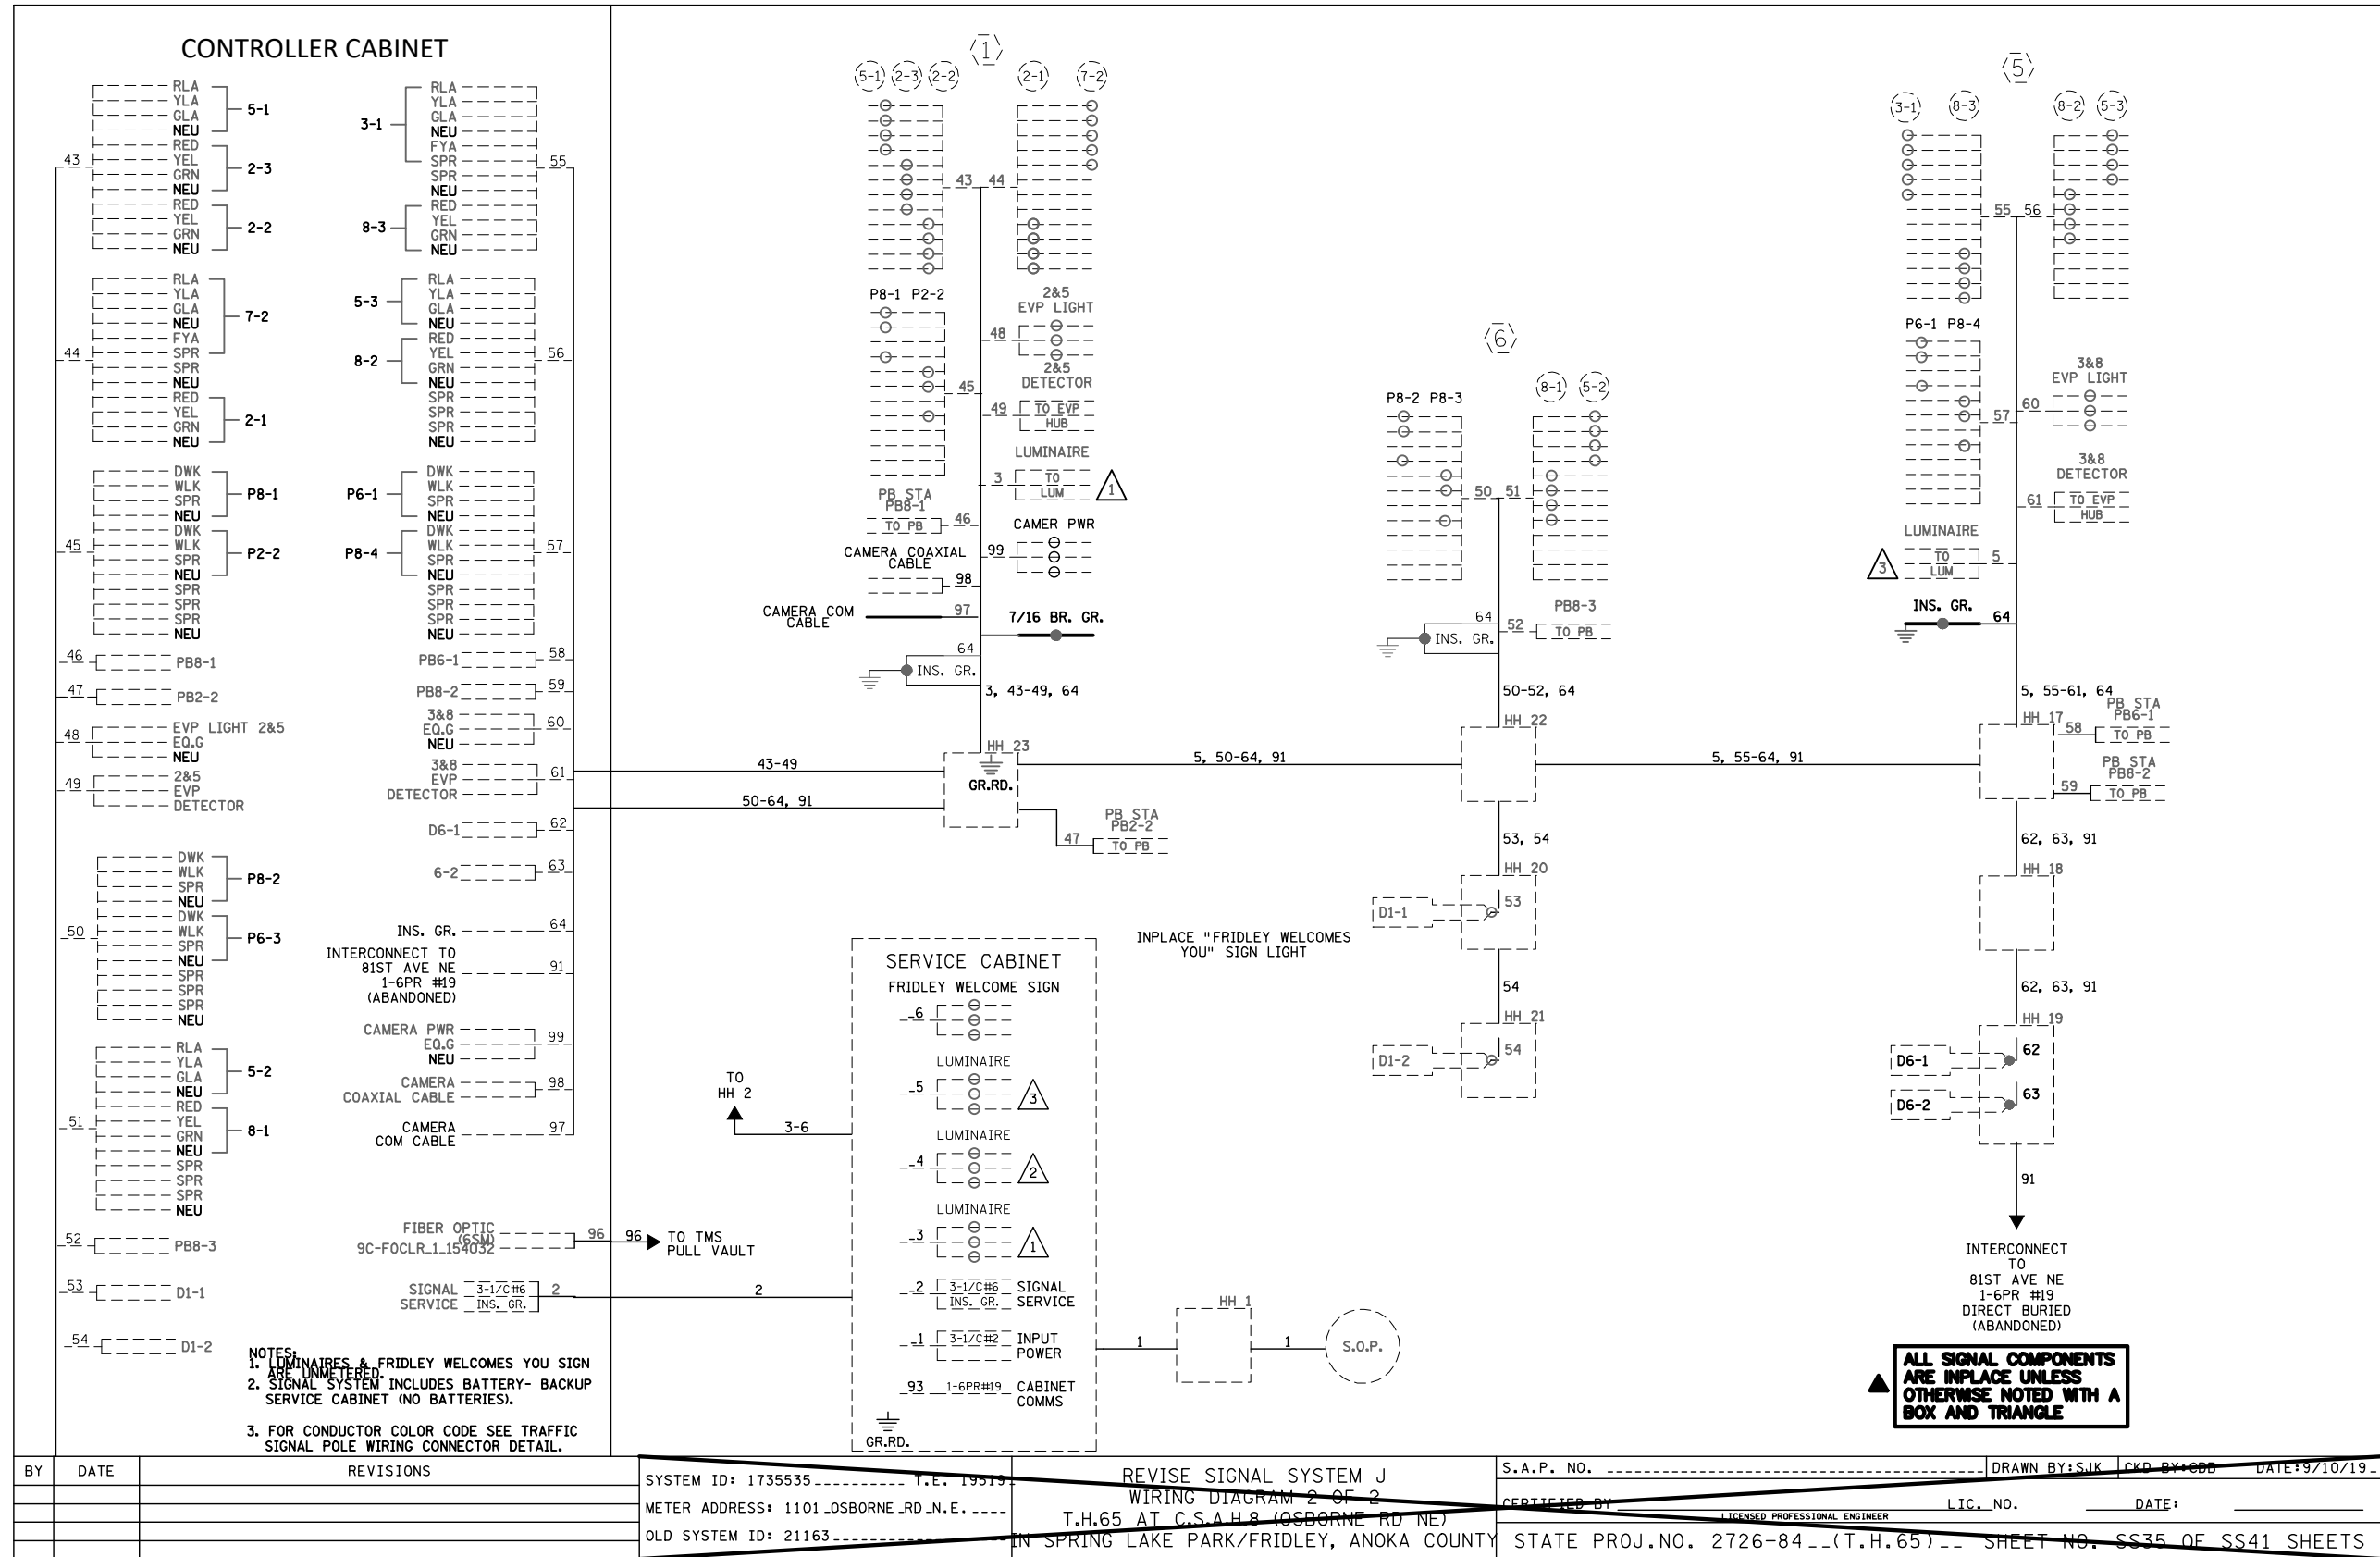 CONTROLLER CABINET
43
RLA
YLA
GLA
NEU
5-1
RED
YEL
GRN
NEU
2-3
RED
YEL
GRN
NEU
2-2
44
RLA
YLA
GLA
NEU
FYA
SPR
7-2
SPR
NEU
RED
YEL
GRN
NEU
2-1
45
DWK
WLK
SPR
NEU
P8-1
DWK
WLK
SPR
NEU
P2-2
SPR
SPR
SPR
NEU
46 PB8-1
47 PB2-2
48
EVP LIGHT 2&5
EQ.G
NEU
49
2&5
EVP
DETECTOR
50
DWK
WLK
SPR
NEU
P8-2
DWK
WLK
SPR
NEU
P6-3
SPR
SPR
SPR
NEU
51
RLA
YLA
GLA
NEU
5-2
RED
YEL
GRN
NEU
8-1
SPR
SPR
SPR
NEU
52 PB8-3
53 D1-1
54 D1-2
3-1
RLA
YLA
GLA
NEU
FYA
SPR
SPR
NEU
55
8-3
RED
YEL
GRN
NEU
5-3
RLA
YLA
GLA
NEU
8-2
RED
YEL
GRN
NEU
56
SPR
SPR
SPR
NEU
P6-1
DWK
WLK
SPR
NEU
P8-4
DWK
WLK
SPR
NEU
57
SPR
SPR
SPR
NEU
PB6-1 58
PB8-2 59
3&8
EQ.G
NEU
60
3&8
EVP
DETECTOR
61
D6-1 62
6-2 63
INS. GR. 64
INTERCONNECT TO
81ST AVE NE
1-6PR #19
(ABANDONED)
91
CAMERA PWR
EQ.G
NEU
99
CAMERA
COAXIAL CABLE
98
CAMERA
COM CABLE
97
FIBER OPTIC
(6SM)
9C-FOCLR_1_154032
96
SIGNAL
SERVICE
3-1/C#6
INS. GR.
2
NOTES:
1. LUMINAIRES & FRIDLEY WELCOMES YOU SIGN
ARE UNMETERED.
2. SIGNAL SYSTEM INCLUDES BATTERY- BACKUP
SERVICE CABINET (NO BATTERIES).
3. FOR CONDUCTOR COLOR CODE SEE TRAFFIC
SIGNAL POLE WIRING CONNECTOR DETAIL.
1
5-1 2-3 2-2 2-1 7-2
43 44
P8-1 P2-2
45
2&5
EVP LIGHT
48
2&5
DETECTOR
49
TO EVP
HUB
LUMINAIRE
3
TO
LUM
1
PB STA
PB8-1
TO PB
46
CAMER PWR
99
CAMERA COAXIAL
CABLE
98
CAMERA COM
CABLE
97
7/16 BR. GR.
64
INS. GR.
3, 43-49, 64
HH 23
GR.RD.
43-49
50-64, 91
PB STA
PB2-2
47
TO PB
5, 50-64, 91
6
P8-2 P8-3
8-1 5-2
50 51
PB8-3
52
TO PB
64
INS. GR.
50-52, 64
HH 22
53, 54
HH 20
D1-1
53
54
HH 21
D1-2
54
5, 55-64, 91
5
3-1 8-3 8-2 5-3
55 56
P6-1 P8-4
57
3&8
EVP LIGHT
60
3&8
DETECTOR
61
TO EVP
HUB
LUMINAIRE
3
TO
LUM
5
INS. GR.
64
5, 55-61, 64
HH 17
PB STA
PB6-1
58
TO PB
PB STA
PB8-2
59
TO PB
62, 63, 91
HH 18
62, 63, 91
HH 19
D6-1
62
D6-2
63
91
INTERCONNECT
TO
81ST AVE NE
1-6PR #19
DIRECT BURIED
(ABANDONED)
INPLACE "FRIDLEY WELCOMES
YOU" SIGN LIGHT
SERVICE CABINET
FRIDLEY WELCOME SIGN
6
LUMINAIRE
5
3
LUMINAIRE
4
2
LUMINAIRE
3
1
2
3-1/C#6
INS. GR.
SIGNAL
SERVICE
1
3-1/C#2
INPUT
POWER
93 1-6PR#19 CABINET
COMMS
GR.RD.
TO
HH 2
3-6
96 TO TMS
PULL VAULT
2
1
HH 1
1
S.O.P.
ALL SIGNAL COMPONENTS
ARE INPLACE UNLESS
OTHERWISE NOTED WITH A
BOX AND TRIANGLE
BY DATE REVISIONS
SYSTEM ID: 1735535 T.E. 19519
METER ADDRESS: 1101 OSBORNE RD N.E.
OLD SYSTEM ID: 21163
REVISE SIGNAL SYSTEM J
WIRING DIAGRAM 2 OF 2
T.H.65 AT C.S.A.H.8 (OSBORNE RD NE)
IN SPRING LAKE PARK/FRIDLEY, ANOKA COUNTY
S.A.P. NO. DRAWN BY:SJK CKD BY:CDD DATE:9/10/19
CERTIFIED BY LIC. NO. DATE:
LICENSED PROFESSIONAL ENGINEER
STATE PROJ.NO. 2726-84 (T.H.65) SHEET NO. SS35 OF SS41 SHEETS